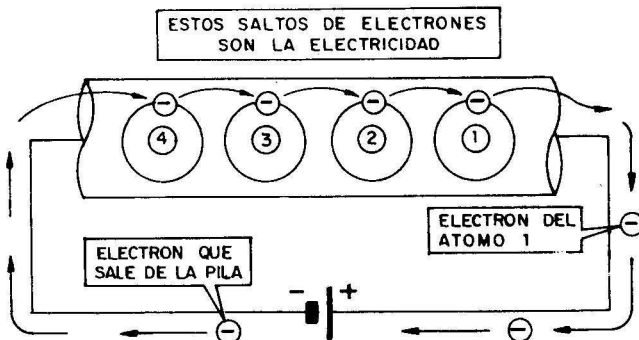 ESTOS SALTOS DE ELECTRONES
SON LA ELECTRICIDAD
4 3 2 1
ELECTRON DEL
ATOMO 1
ELECTRON QUE
SALE DE LA PILA
- +